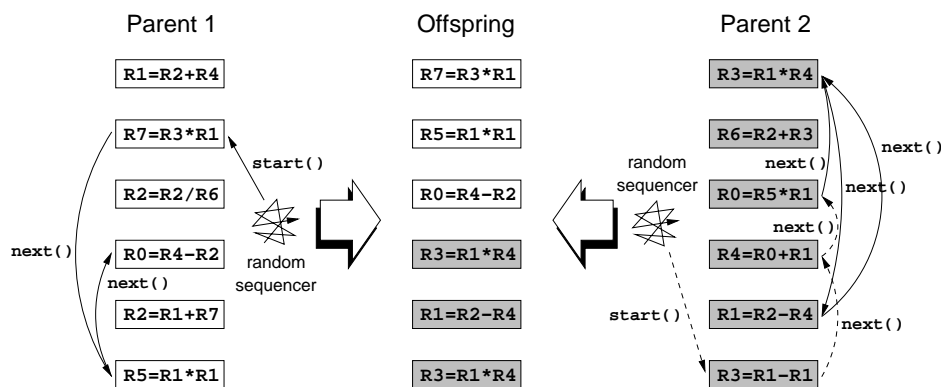 Parent 1
Offspring
Parent 2
R1=R2+R4
R7=R3*R1
R2=R2/R6
R0=R4-R2
R2=R1+R7
R5=R1*R1
next()
next()
start()
random
sequencer
R7=R3*R1
R5=R1*R1
R0=R4-R2
R3=R1*R4
R1=R2-R4
R3=R1*R4
random
sequencer
start()
R3=R1*R4
R6=R2+R3
R0=R5*R1
R4=R0+R1
R1=R2-R4
R3=R1-R1
next()
next()
next()
next()
next()